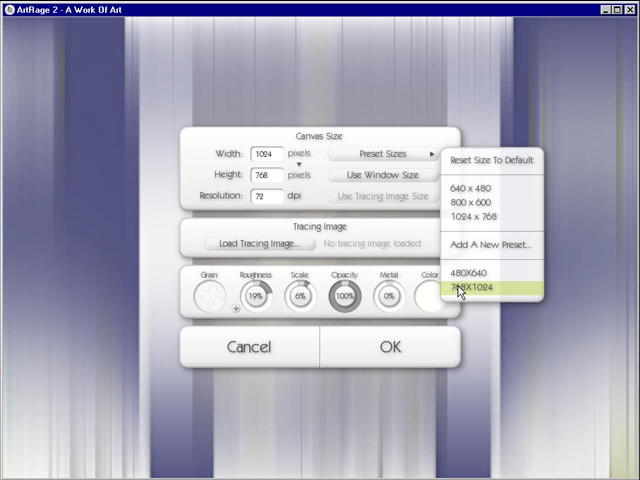 ArtRage 2 - A Work Of Art
Canvas Size
Width: 1024 pixels Preset Sizes
Height: 768 pixels Use Window Size
Resolution: 72 dpi Use Tracing Image Size
Reset Size To Default
640 x 480
800 x 600
1024 x 768
Add A New Preset...
480X640
768X1024
Tracing Image
Load Tracing Image... No tracing image loaded.
Grain Roughness Scale Opacity Metal Color
19% 6% 100% 0%
Cancel OK